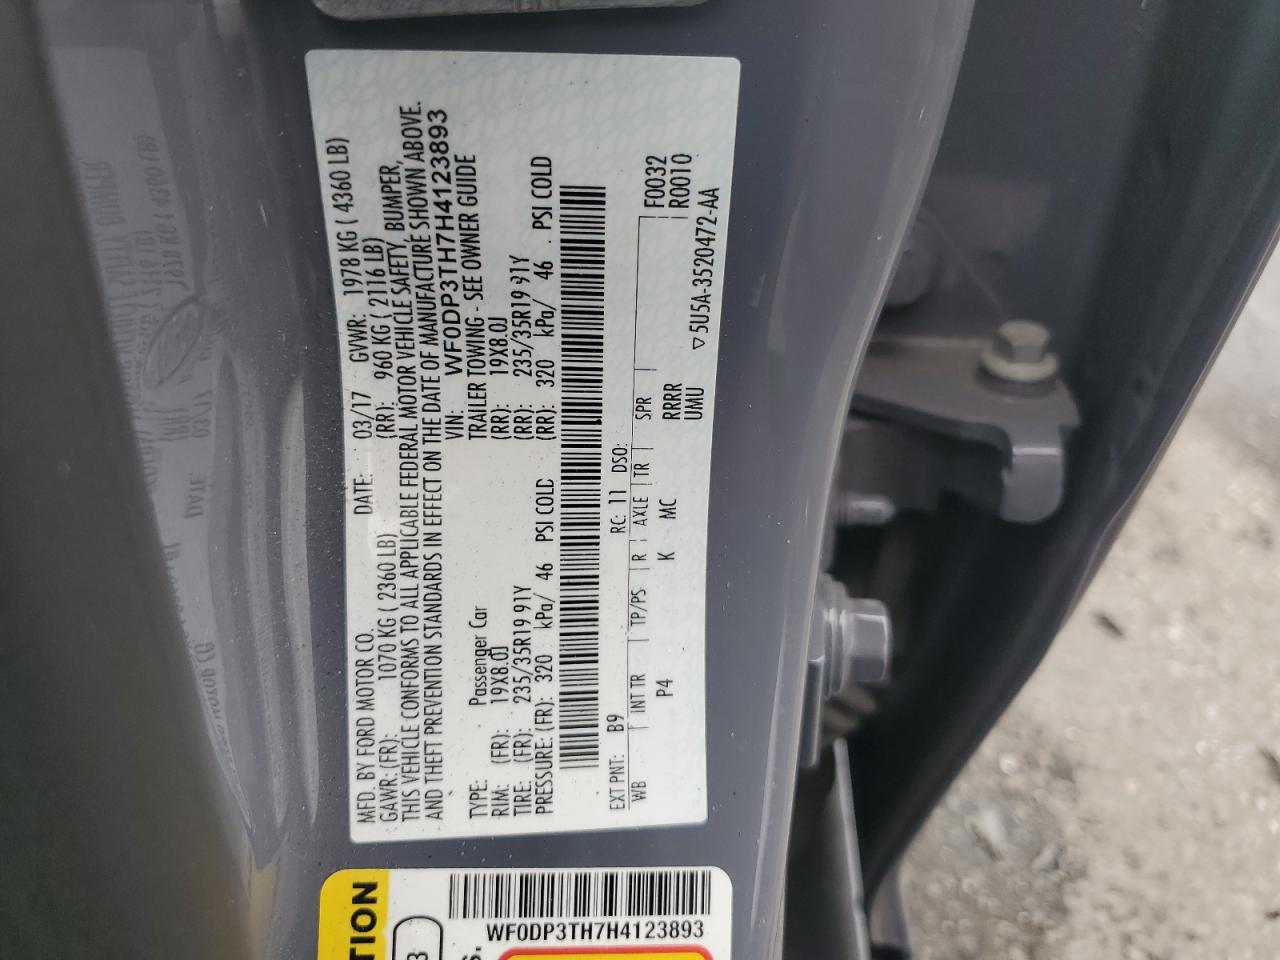 MFD. BY FORD MOTOR CO.
DATE: 03/17 GVWR: 1978 KG ( 4360 LB)
GAWR: (FR): 1070 KG ( 2360 LB) (RR): 960 KG ( 2116 LB)
THIS VEHICLE CONFORMS TO ALL APPLICABLE FEDERAL MOTOR VEHICLE SAFETY, BUMPER,
AND THEFT PREVENTION STANDARDS IN EFFECT ON THE DATE OF MANUFACTURE SHOWN ABOVE.
VIN: WF0DP3TH7H4123893
TYPE: Passenger Car TRAILER TOWING - SEE OWNER GUIDE
RIM: (FR): 19X8.0J (RR): 19X8.0J
TIRE: (FR): 235/35R19 91Y (RR): 235/35R19 91Y
PRESSURE: (FR): 320 kPa/ 46 PSI COLD (RR): 320 kPa/ 46 . PSI COLD
EXT PNT: B9 RC: 11 DSO: F0032
WB INT TR TP/PS R AXLE TR SPR R0010
P4 K MC RRRR
UMU ▽5U5A-3520472-AA
TION
WF0DP3TH7H4123893